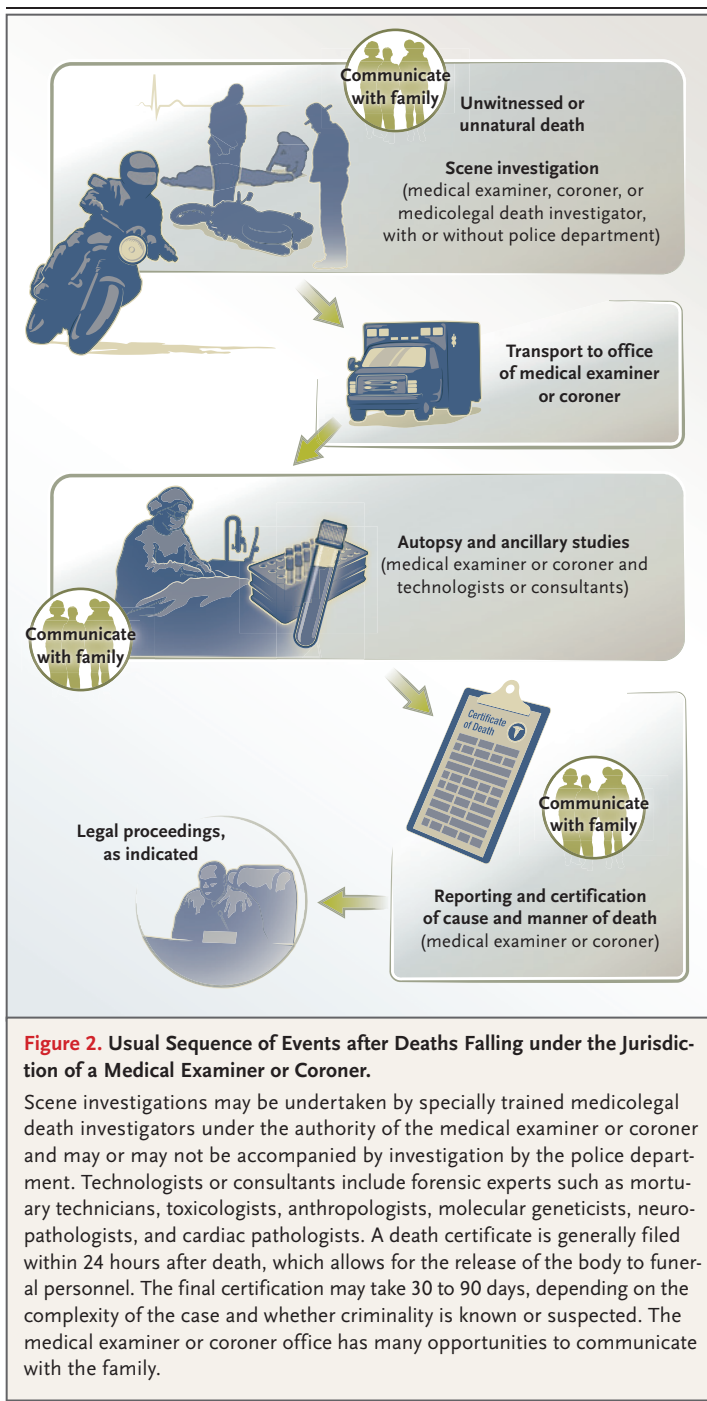 Communicate
with family
Unwitnessed or
unnatural death
Scene investigation
(medical examiner, coroner, or
medicolegal death investigator,
with or without police department)
Transport to office
of medical examiner
or coroner
Autopsy and ancillary studies
(medical examiner or coroner and
technologists or consultants)
Communicate
with family
Certificate
of Death
Communicate
with family
Legal proceedings,
as indicated
Reporting and certification
of cause and manner of death
(medical examiner or coroner)
Figure 2. Usual Sequence of Events after Deaths Falling under the Jurisdic-
tion of a Medical Examiner or Coroner.
Scene investigations may be undertaken by specially trained medicolegal
death investigators under the authority of the medical examiner or coroner
and may or may not be accompanied by investigation by the police depart-
ment. Technologists or consultants include forensic experts such as mortu-
ary technicians, toxicologists, anthropologists, molecular geneticists, neuro-
pathologists, and cardiac pathologists. A death certificate is generally filed
within 24 hours after death, which allows for the release of the body to funer-
al personnel. The final certification may take 30 to 90 days, depending on the
complexity of the case and whether criminality is known or suspected. The
medical examiner or coroner office has many opportunities to communicate
with the family.